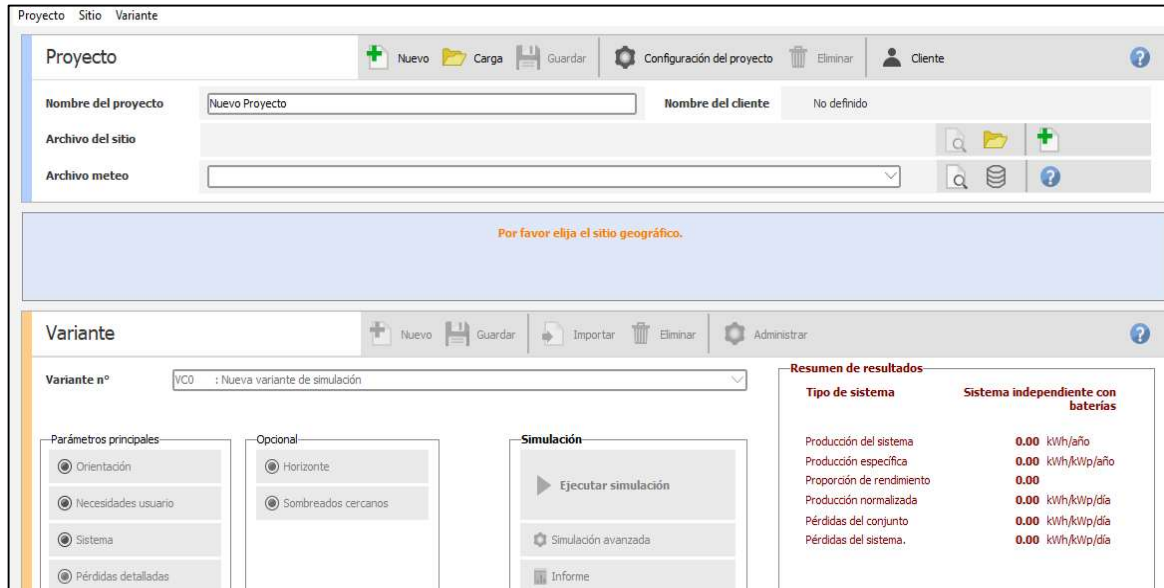 Proyecto Sitio Variante
Proyecto
Nuevo Carga Guardar Configuración del proyecto Eliminar Cliente
Nombre del proyecto Nuevo Proyecto Nombre del cliente No definido
Archivo del sitio
Archivo meteo
Por favor elija el sitio geográfico.
Variante
Nuevo Guardar Importar Eliminar Administrar
Variante n° VC0 : Nueva variante de simulación
Resumen de resultados
Tipo de sistema Sistema independiente con
baterías
Parámetros principales Opcional Simulación
Orientación Horizonte Ejecutar simulación
Necesidades usuario Sombreados cercanos
Sistema Simulación avanzada
Pérdidas detalladas Informe
Producción del sistema 0.00 kWh/año
Producción específica 0.00 kWh/kWp/año
Proporción de rendimiento 0.00
Producción normalizada 0.00 kWh/kWp/día
Pérdidas del conjunto 0.00 kWh/kWp/día
Pérdidas del sistema. 0.00 kWh/kWp/día